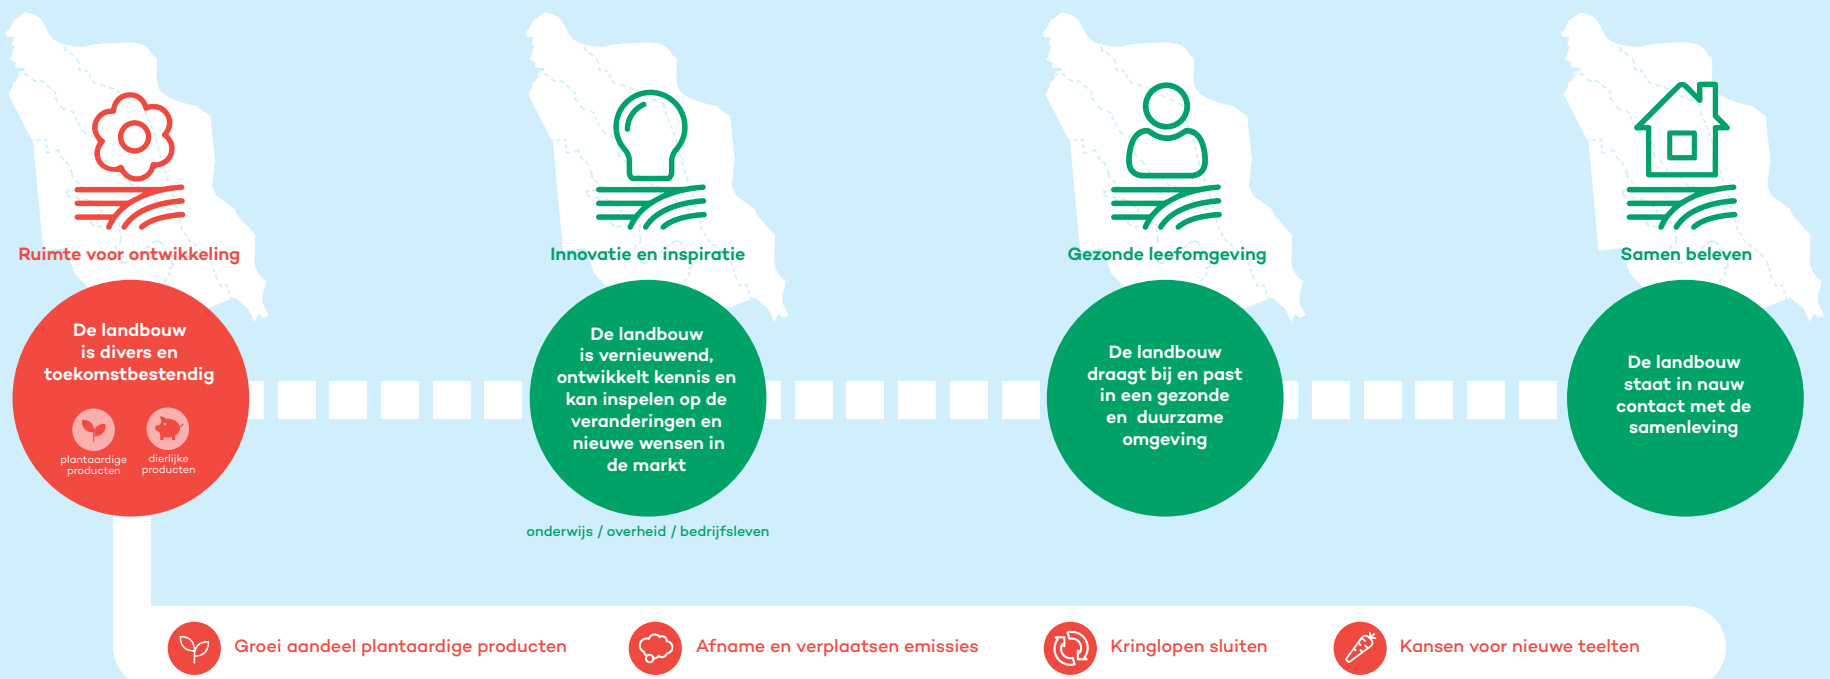 Ruimte voor ontwikkeling
De landbouw
is divers en
toekomstbestendig
plantaardige
producten
dierlijke
producten
Innovatie en inspiratie
De landbouw
is vernieuwend,
ontwikkelt kennis en
kan inspelen op de
veranderingen en
nieuwe wensen in
de markt
onderwijs / overheid / bedrijfsleven
Gezonde leefomgeving
De landbouw
draagt bij en past
in een gezonde
en duurzame
omgeving
Samen beleven
De landbouw
staat in nauw
contact met de
samenleving
Groei aandeel plantaardige producten
Afname en verplaatsen emissies
Kringlopen sluiten
Kansen voor nieuwe teelten